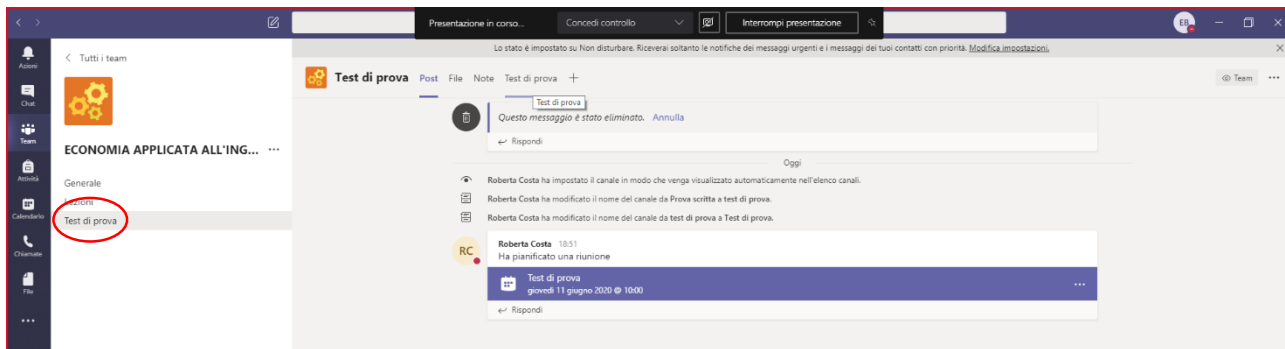 Presentazione in corso...
Concedi controllo
Interrompi presentazione
EB
Lo stato è impostato su Non disturbare. Riceverai soltanto le notifiche dei messaggi urgenti e i messaggi dei tuoi contatti con priorità. Modifica impostazioni.
Azioni
Chat
Team
Attività
Calendario
Chiamate
File
Tutti i team
ECONOMIA APPLICATA ALL'ING...
Generale
Lezioni
Test di prova
Test di prova Post File Note Test di prova
Team
Test di prova
Questo messaggio è stato eliminato. Annulla
Rispondi
Oggi
Roberta Costa ha impostato il canale in modo che venga visualizzato automaticamente nell'elenco canali.
Roberta Costa ha modificato il nome del canale da Prova scritta a test di prova.
Roberta Costa ha modificato il nome del canale da test di prova a Test di prova.
RC
Roberta Costa 18:51
Ha pianificato una riunione
Test di prova
giovedì 11 giugno 2020 @ 10:00
Rispondi